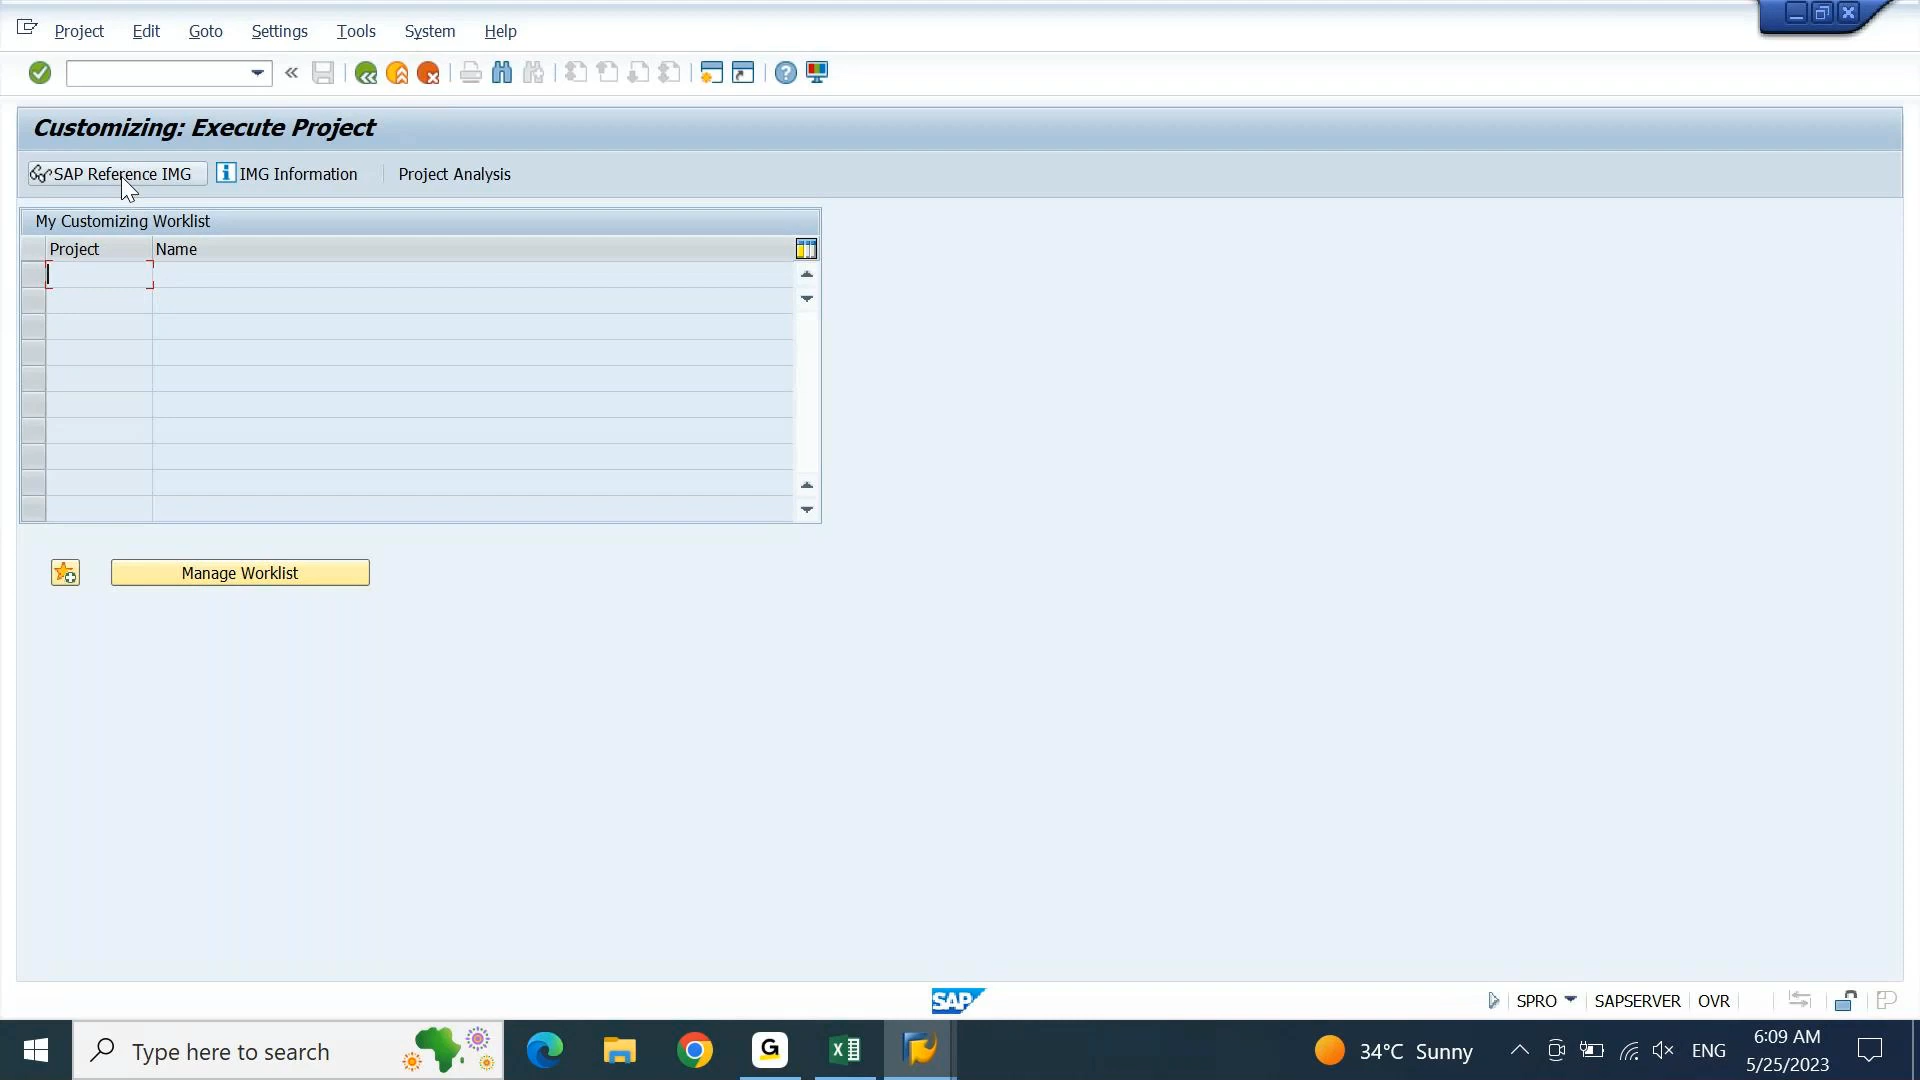 Project Edit Goto Settings Tools System Help
Customizing: Execute Project
SAP Reference IMG IMG Information Project Analysis
My Customizing Worklist
Project Name
Manage Worklist
SAP
SPRO SAPSERVER OVR
Type here to search
G
34°C Sunny
ENG
6:09 AM
5/25/2023